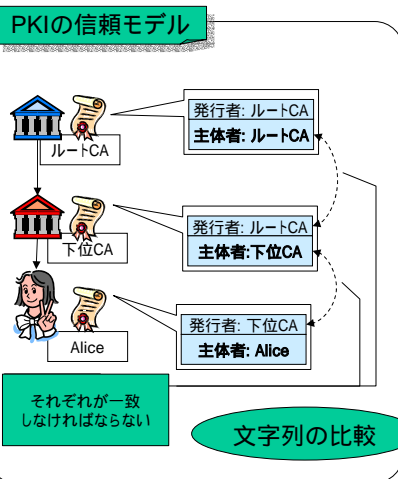 PKIの信頼モデル
発行者: ルートCA
主体者: ルートCA
ルートCA
発行者: ルートCA
主体者:下位CA
下位CA
発行者: 下位CA
主体者: Alice
Alice
それぞれが一致
しなければならない
文字列の比較